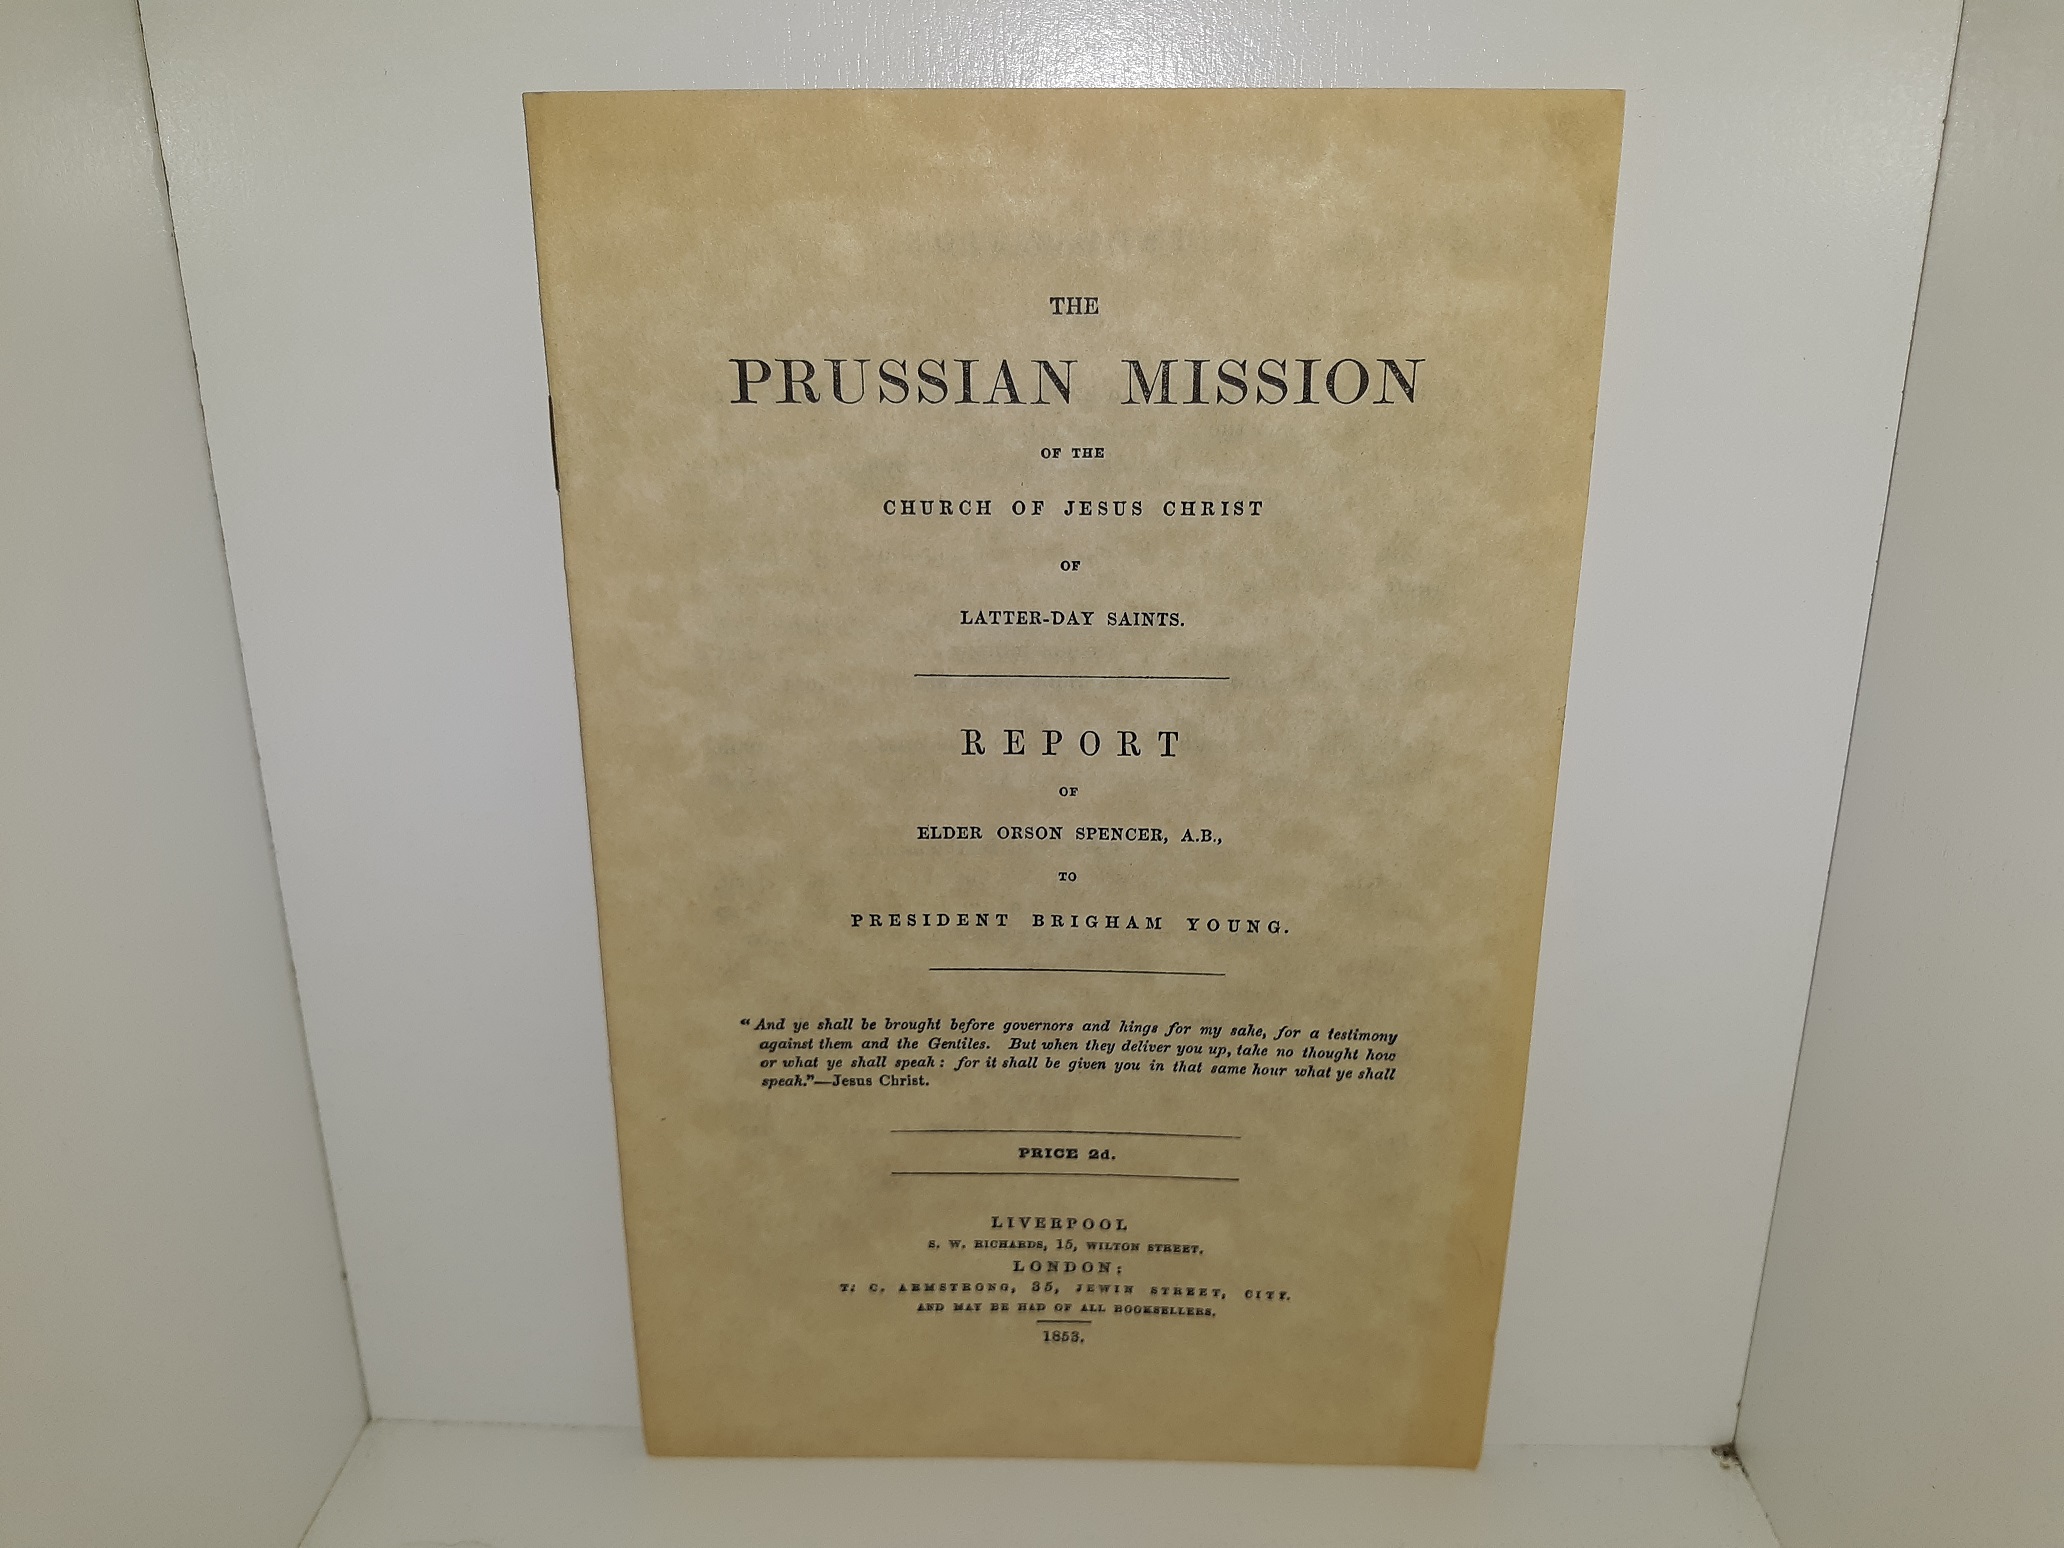 THE
PRUSSIAN MISSION
OF THE
CHURCH OF JESUS CHRIST
OF
LATTER-DAY SAINTS.
REPORT
OF
ELDER ORSON SPENCER, A.B.,
TO
PRESIDENT BRIGHAM YOUNG.
"And ye shall be brought before governors and kings for my sake, for a testimony
against them and the Gentiles. But when they deliver you up, take no thought how
or what ye shall speak: for it shall be given you in that same hour what ye shall
speak."—Jesus Christ.
PRICE 2d.
LIVERPOOL
S. W. RICHARDS, 15, WILTON STREET.
LONDON;
T: C. ARMSTRONG, 35, JEWIN STREET, CITY.
AND MAY BE HAD OF ALL BOOKSELLERS.
1853.